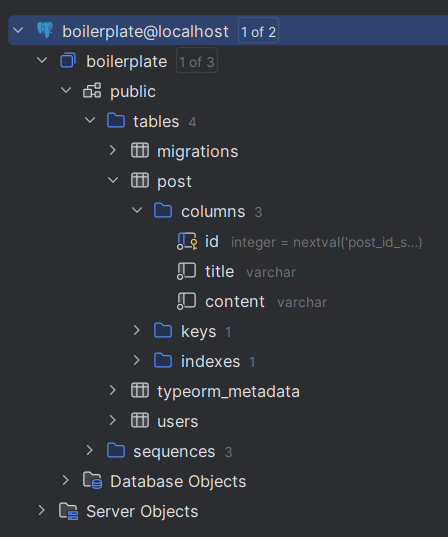 boilerplate@localhost 1 of 2
boilerplate 1 of 3
public
tables 4
migrations
post
columns 3
id integer = nextval('post_id_s...)
title varchar
content varchar
keys 1
indexes 1
typeorm_metadata
users
sequences 3
Database Objects
Server Objects